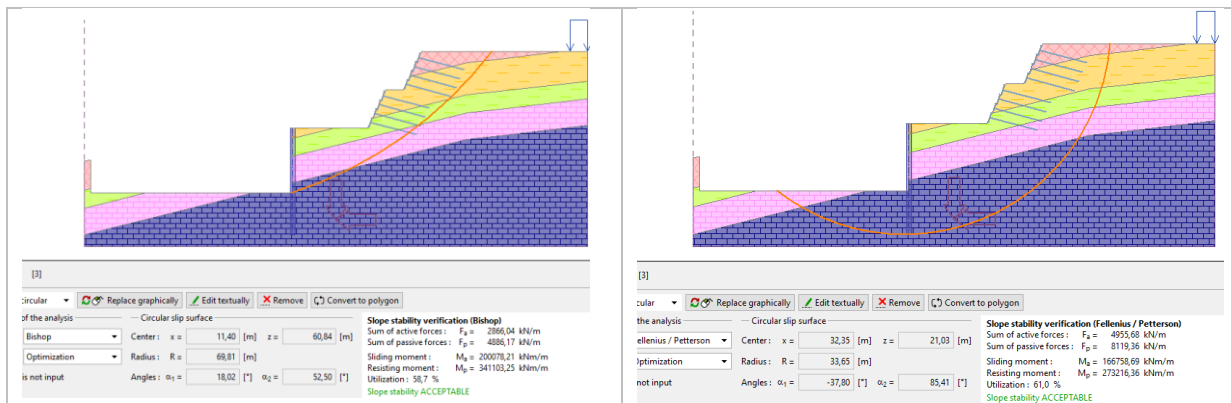 [3]
circular Replace graphically Edit textually Remove Convert to polygon
of the analysis
Circular slip surface
Bishop
Center : x = 11,40 [m] z = 60,84 [m]
Optimization
Radius : R = 69,81 [m]
is not input
Angles : α1 = 18,02 [°] α2 = 52,50 [°]
Slope stability verification (Bishop)
Sum of active forces : Fa = 2866,04 kN/m
Sum of passive forces : Fp = 4886,17 kN/m
Sliding moment : Ma = 200078,21 kNm/m
Resisting moment : Mp = 341103,25 kNm/m
Utilization : 58,7 %
Slope stability ACCEPTABLE
[3]
ular Replace graphically Edit textually Remove Convert to polygon
the analysis
Circular slip surface
ellenius / Petterson
Center : x = 32,35 [m] z = 21,03 [m]
Optimization
Radius : R = 33,65 [m]
not input
Angles : α1 = -37,80 [°] α2 = 85,41 [°]
Slope stability verification (Fellenius / Petterson)
Sum of active forces : Fa = 4955,68 kN/m
Sum of passive forces : Fp = 8119,36 kN/m
Sliding moment : Ma = 166758,69 kNm/m
Resisting moment : Mp = 273216,36 kNm/m
Utilization : 61,0 %
Slope stability ACCEPTABLE